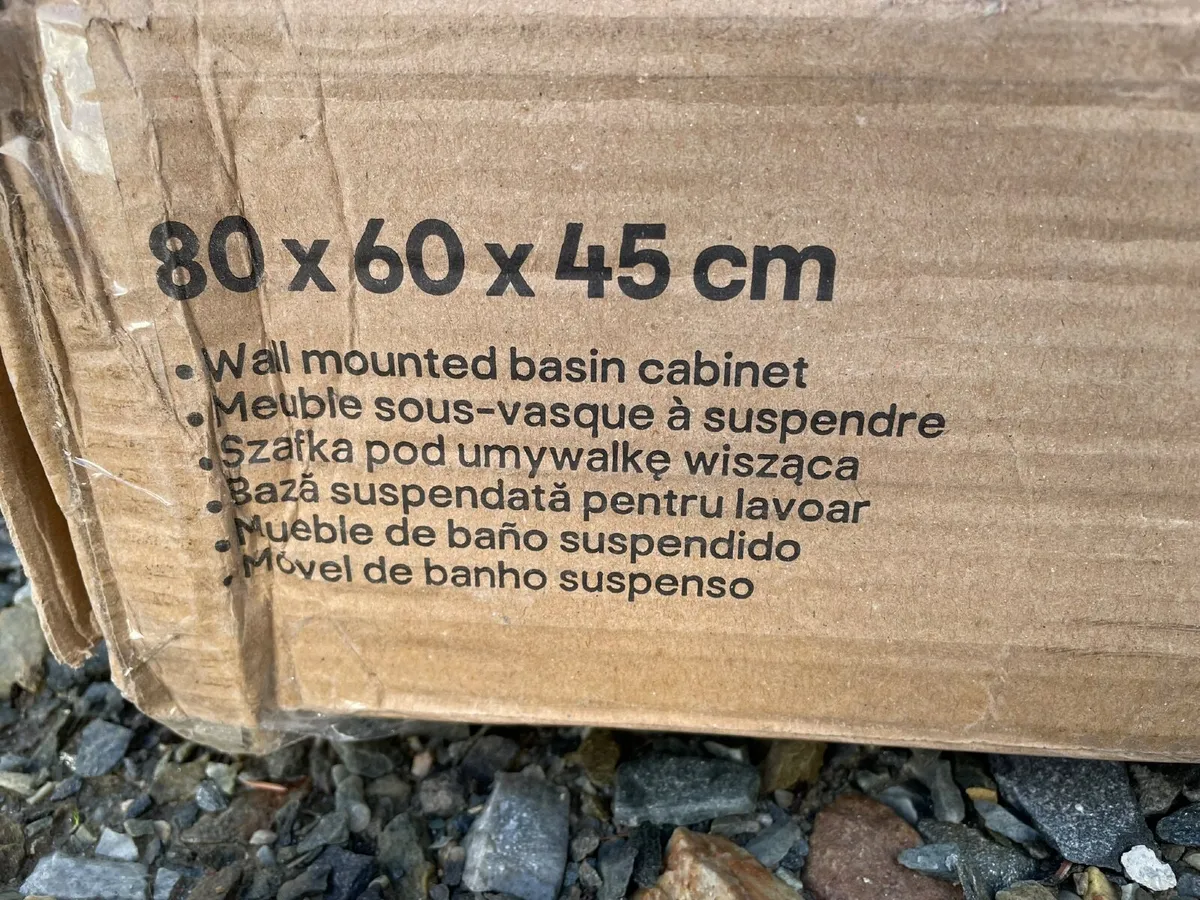 80 x 60 x 45 cm
• Wall mounted basin cabinet
• Meuble sous-vasque à suspendre
• Szafka pod umywalkę wisząca
• Bază suspendată pentru lavoar
• Mueble de baño suspendido
• Móvel de banho suspenso